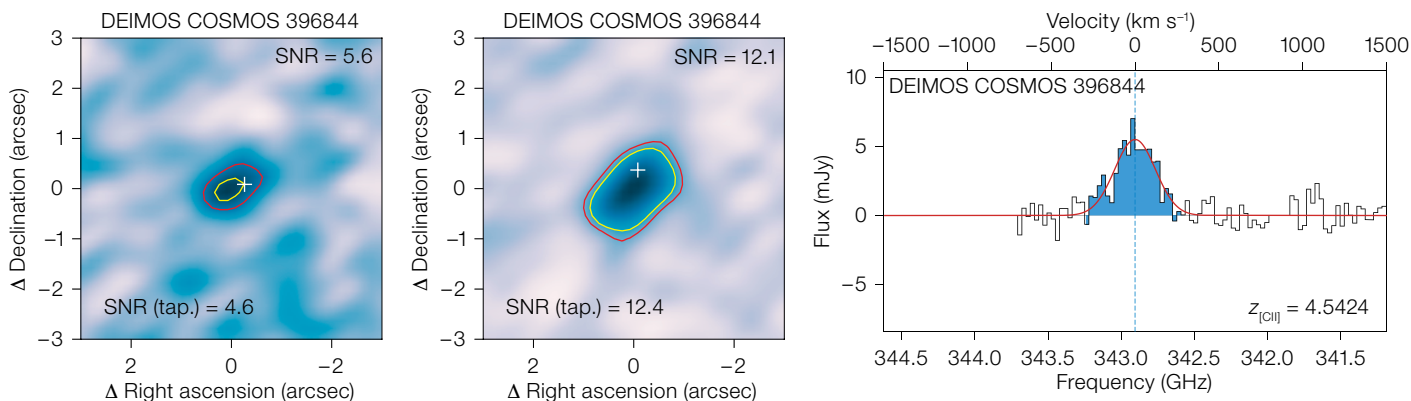 DEIMOS COSMOS 396844
SNR = 5.6
SNR (tap.) = 4.6
3
2
1
0
−1
−2
−3
Δ Declination (arcsec)
2 0 −2
Δ Right ascension (arcsec)
DEIMOS COSMOS 396844
SNR = 12.1
SNR (tap.) = 12.4
3
2
1
0
−1
−2
−3
Δ Declination (arcsec)
2 0 −2
Δ Right ascension (arcsec)
Velocity (km s⁻¹)
−1500 −1000 −500 0 500 1000 1500
DEIMOS COSMOS 396844
10
5
0
−5
Flux (mJy)
z[CII] = 4.5424
344.5 344.0 343.5 343.0 342.5 342.0 341.5
Frequency (GHz)